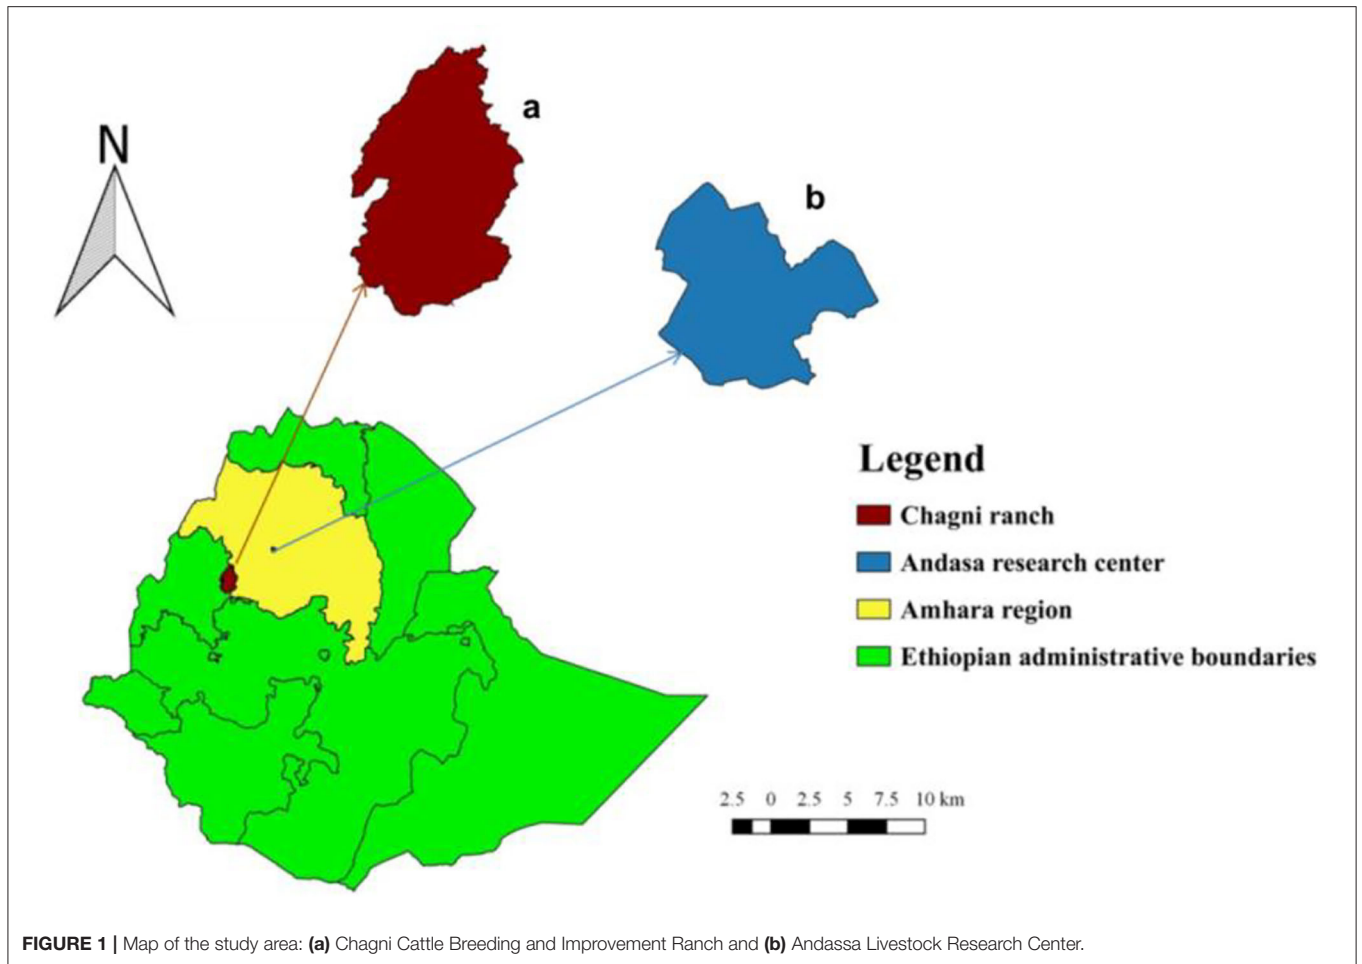 a
N
b
Legend
Chagni ranch
Andasa research center
Amhara region
Ethiopian administrative boundaries
2.5 0 2.5 5 7.5 10 km
FIGURE 1 | Map of the study area: (a) Chagni Cattle Breeding and Improvement Ranch and (b) Andassa Livestock Research Center.